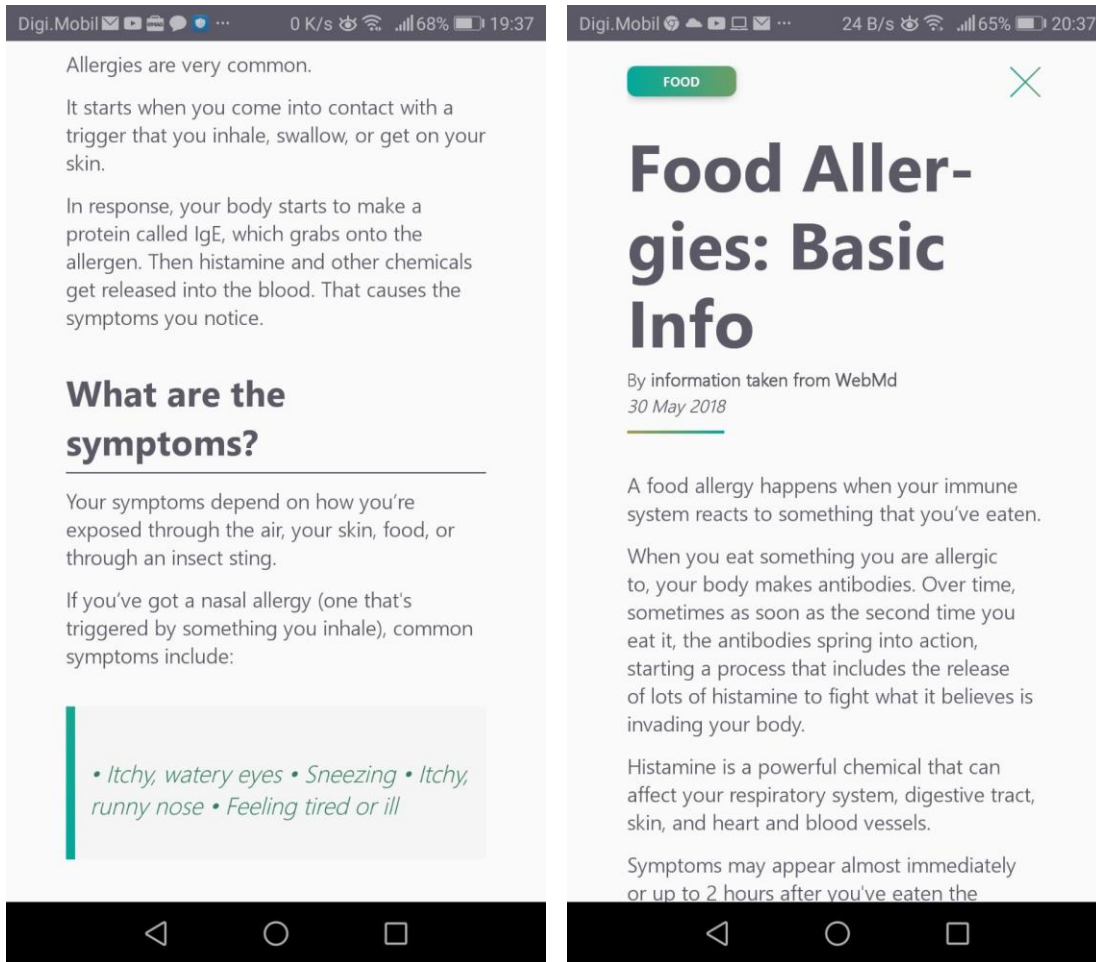 Digi.Mobil 0 K/s 68% 19:37
Allergies are very common.
It starts when you come into contact with a
trigger that you inhale, swallow, or get on your
skin.
In response, your body starts to make a
protein called IgE, which grabs onto the
allergen. Then histamine and other chemicals
get released into the blood. That causes the
symptoms you notice.
What are the
symptoms?
Your symptoms depend on how you're
exposed through the air, your skin, food, or
through an insect sting.
If you've got a nasal allergy (one that's
triggered by something you inhale), common
symptoms include:
• Itchy, watery eyes • Sneezing • Itchy,
runny nose • Feeling tired or ill
Digi.Mobil 24 B/s 65% 20:37
FOOD
Food Aller-
gies: Basic
Info
By information taken from WebMd
30 May 2018
A food allergy happens when your immune
system reacts to something that you've eaten.
When you eat something you are allergic
to, your body makes antibodies. Over time,
sometimes as soon as the second time you
eat it, the antibodies spring into action,
starting a process that includes the release
of lots of histamine to fight what it believes is
invading your body.
Histamine is a powerful chemical that can
affect your respiratory system, digestive tract,
skin, and heart and blood vessels.
Symptoms may appear almost immediately
or up to 2 hours after you've eaten the